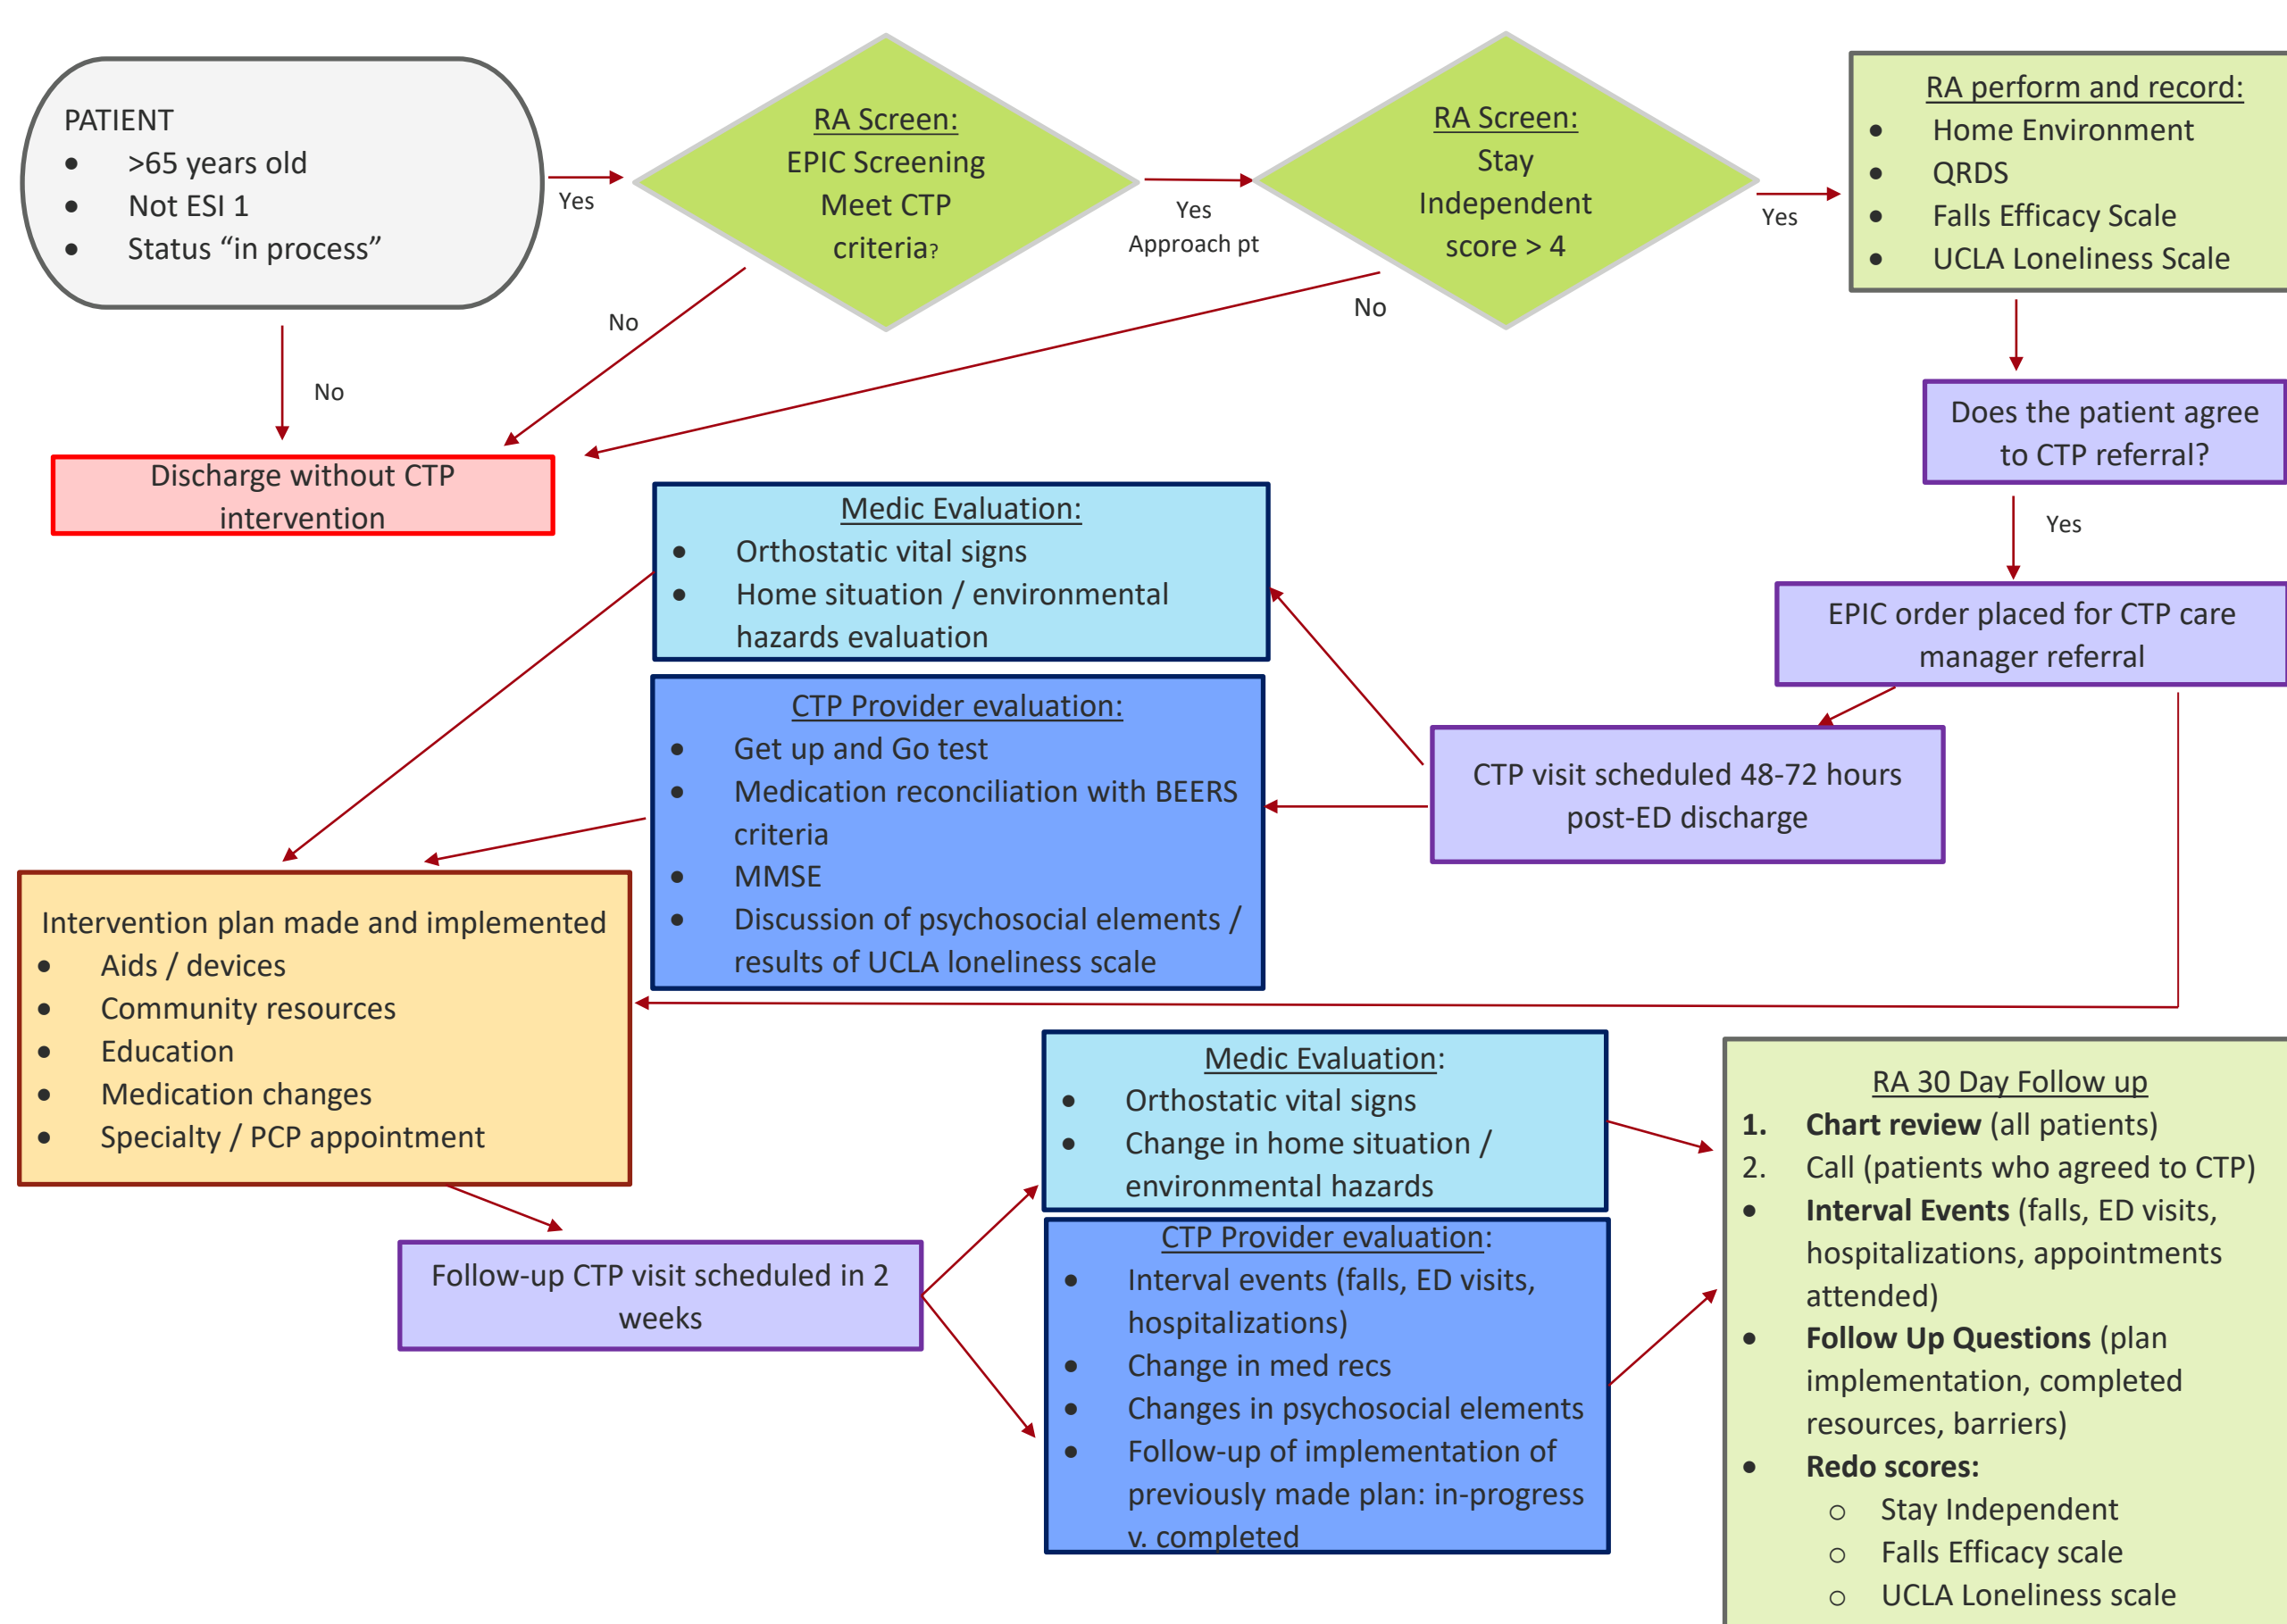 PATIENT
• >65 years old
• Not ESI 1
• Status “in process”
Yes
No
RA Screen:
EPIC Screening
Meet CTP
criteria?
Yes
Approach pt
No
RA Screen:
Stay
Independent
score > 4
Yes
No
RA perform and record:
• Home Environment
• QRDS
• Falls Efficacy Scale
• UCLA Loneliness Scale
Does the patient agree
to CTP referral?
Yes
Discharge without CTP
intervention
EPIC order placed for CTP care
manager referral
CTP visit scheduled 48-72 hours
post-ED discharge
Medic Evaluation:
• Orthostatic vital signs
• Home situation / environmental
hazards evaluation
CTP Provider evaluation:
• Get up and Go test
• Medication reconciliation with BEERS
criteria
• MMSE
• Discussion of psychosocial elements /
results of UCLA loneliness scale
Intervention plan made and implemented
• Aids / devices
• Community resources
• Education
• Medication changes
• Specialty / PCP appointment
Follow-up CTP visit scheduled in 2
weeks
Medic Evaluation:
• Orthostatic vital signs
• Change in home situation /
environmental hazards
CTP Provider evaluation:
• Interval events (falls, ED visits,
hospitalizations)
• Change in med recs
• Changes in psychosocial elements
• Follow-up of implementation of
previously made plan: in-progress
v. completed
RA 30 Day Follow up
1. Chart review (all patients)
2. Call (patients who agreed to CTP)
• Interval Events (falls, ED visits,
hospitalizations, appointments
attended)
• Follow Up Questions (plan
implementation, completed
resources, barriers)
• Redo scores:
o Stay Independent
o Falls Efficacy scale
o UCLA Loneliness scale